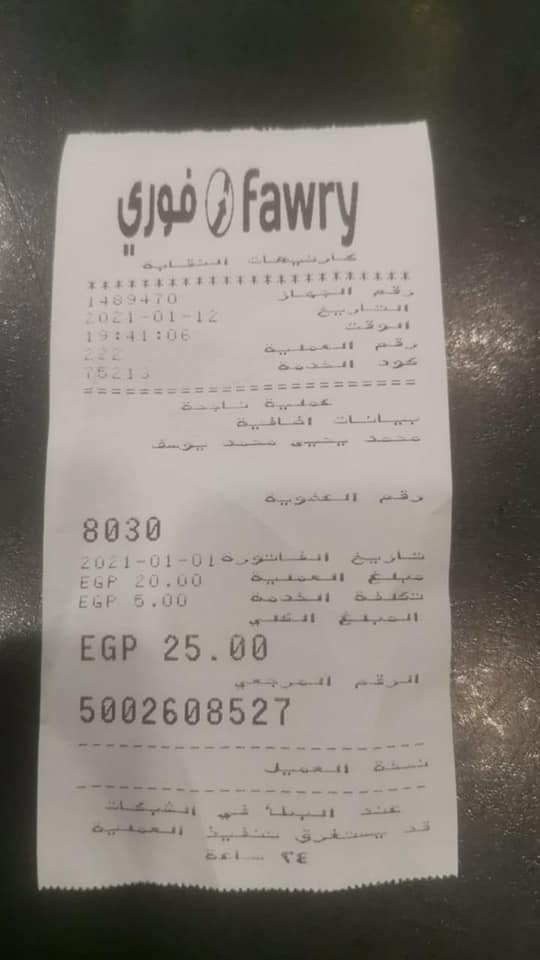 فوري fawry
كارنيهات النقابة
************************
رقم الجهاز 1489470
التاريخ 2021-01-12
الوقت 19:41:06
رقم العملية 222
كود الخدمة 75213
==========================
عملية ناجحة
بيانات اضافية
محمد يحيى محمد يوسف
رقم العضوية
8030
تاريخ الفاتورة 2021-01-01
مبلغ العملية EGP 20.00
تكلفة الخدمة EGP 5.00
المبلغ الكلي
EGP 25.00
الرقم المرجعي
5002608527
--------------------------
نسخة العميل
--------------------------
عند البطأ في الشبكات
قد يستغرق تنفيذ العملية
٢٤ ساعة